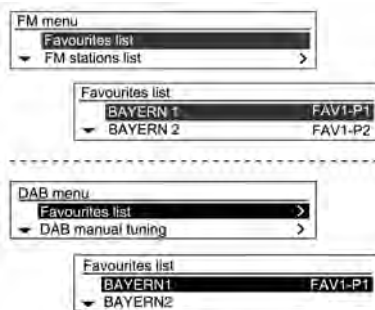 FM menu
Favourites list
FM stations list >
Favourites list
BAYERN 1 FAV1-P1
BAYERN 2 FAV1-P2
DAB menu
Favourites list >
DAB manual tuning >
Favourites list
BAYERN1 FAV1-P1
BAYERN2